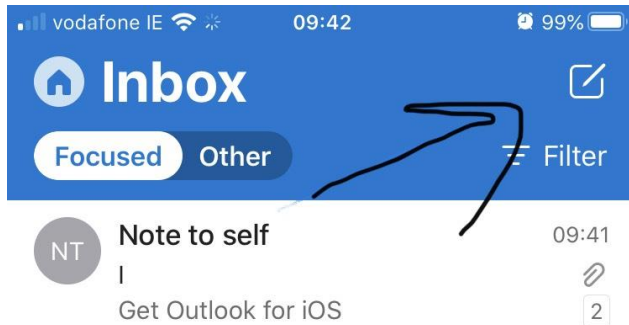 vodafone IE 09:42 99%
Inbox
Focused Other Filter
NT Note to self 09:41
I
Get Outlook for iOS 2